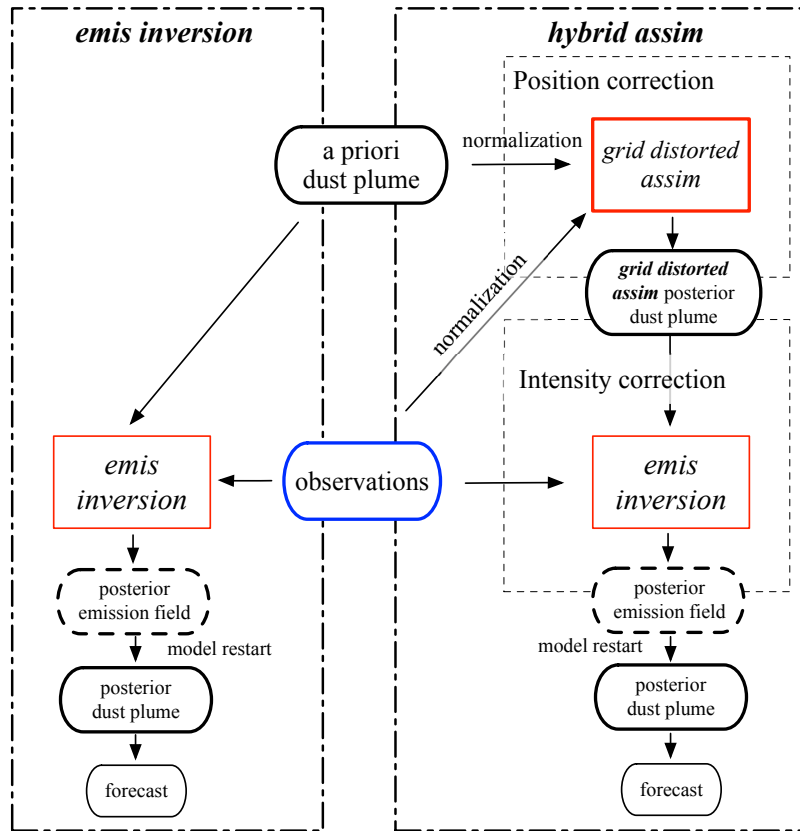 emis inversion
hybrid assim
Position correction
a priori
dust plume
normalization
grid distorted
assim
normalization
grid distorted
assim posterior
dust plume
Intensity correction
emis
inversion
observations
emis
inversion
posterior
emission field
model restart
posterior
dust plume
forecast
posterior
emission field
model restart
posterior
dust plume
forecast